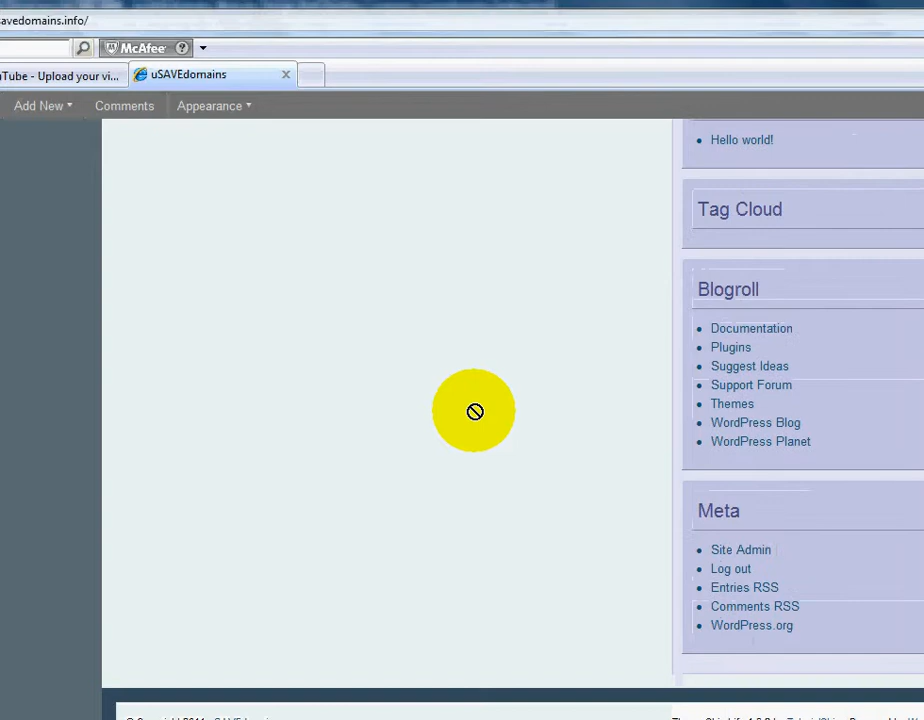 avedomains.info/
McAfee ?
uTube - Upload your vi...
uSAVEdomains x
Add New
Comments
Appearance
Hello world!
Tag Cloud
Blogroll
Documentation
Plugins
Suggest Ideas
Support Forum
Themes
WordPress Blog
WordPress Planet
Meta
Site Admin
Log out
Entries RSS
Comments RSS
WordPress.org